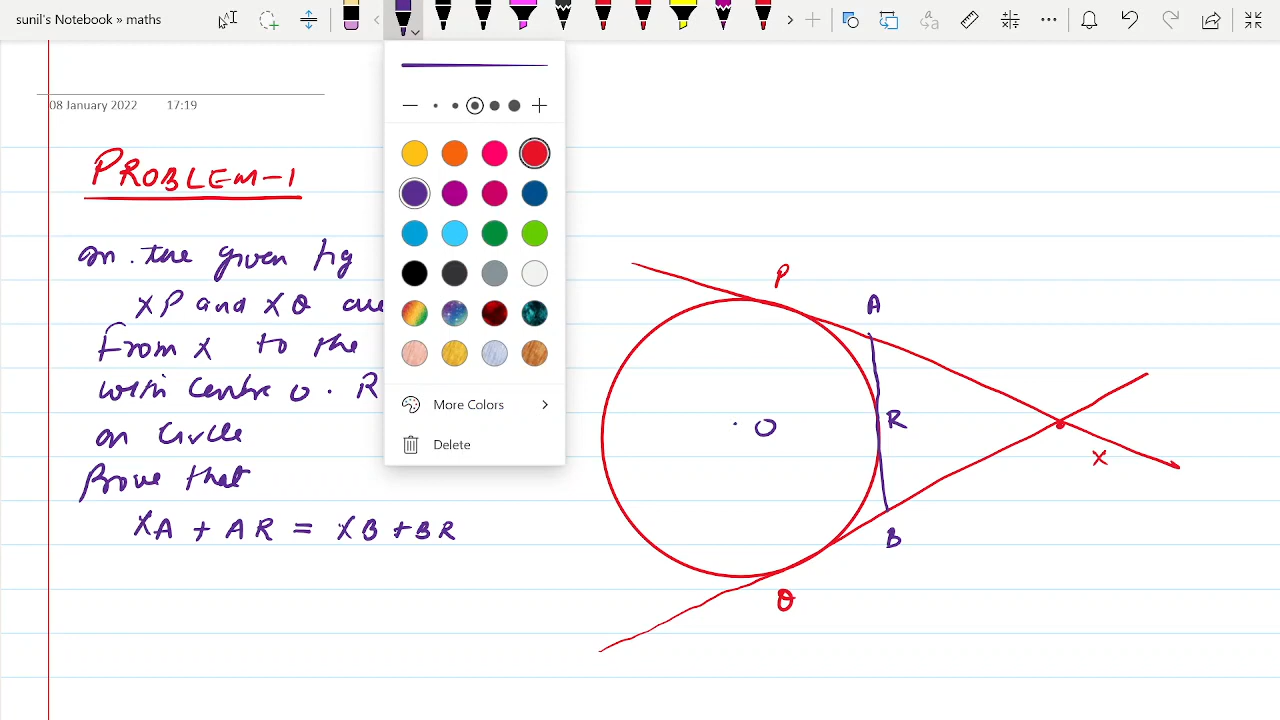 sunil's Notebook » maths
08 January 2022 17:19
PROBLEM-1
In the given fig
XP and XQ are
From X to the
with Centre O. R
on Circle
Prove that
XA + AR = XB + BR
More Colors
Delete
P
A
O
R
X
B
Q